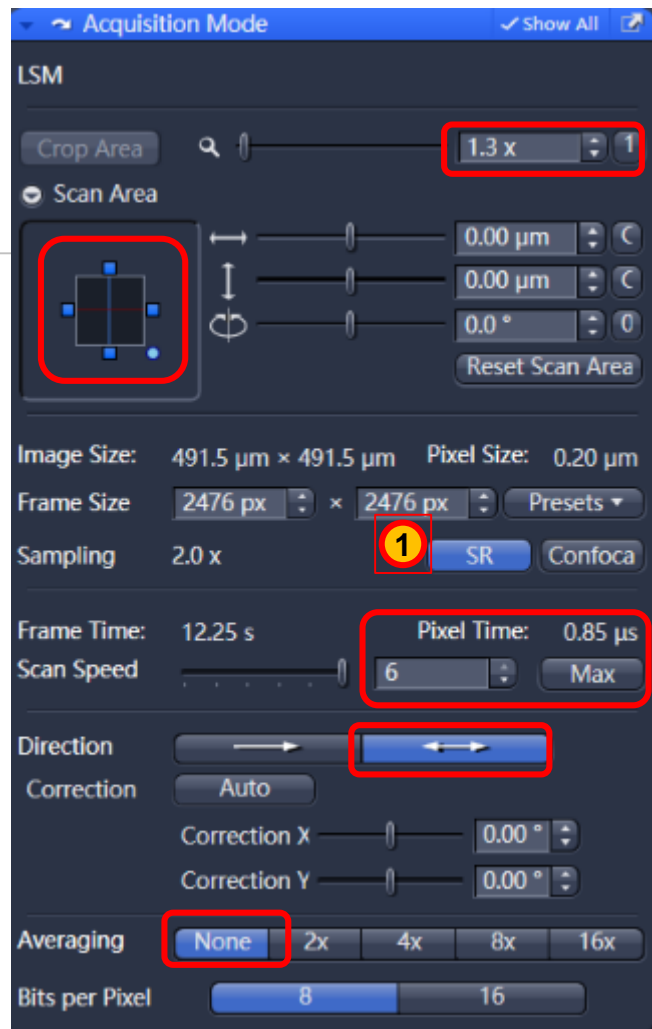 Acquisition Mode Show All
LSM
Crop Area 1.3 x 1
Scan Area
0.00 µm C
0.00 µm C
0.0 ° 0
Reset Scan Area
Image Size: 491.5 µm × 491.5 µm Pixel Size: 0.20 µm
Frame Size 2476 px × 2476 px Presets
Sampling 2.0 x 1 SR Confoca
Frame Time: 12.25 s Pixel Time: 0.85 µs
Scan Speed 6 Max
Direction
Correction Auto
Correction X 0.00 °
Correction Y 0.00 °
Averaging None 2x 4x 8x 16x
Bits per Pixel 8 16